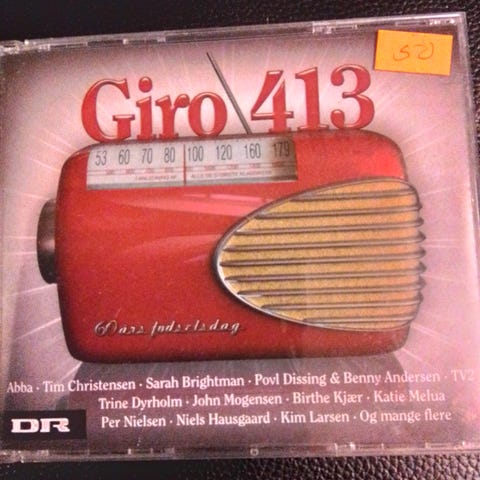 Giro 413
53 60 70 80 100 120 160 179
60 års fødselsdag
Abba · Tim Christensen · Sarah Brightman · Povl Dissing & Benny Andersen · TV2
Trine Dyrholm · John Mogensen · Birthe Kjær · Katie Melua
Per Nielsen · Niels Hausgaard · Kim Larsen · Og mange flere
DR